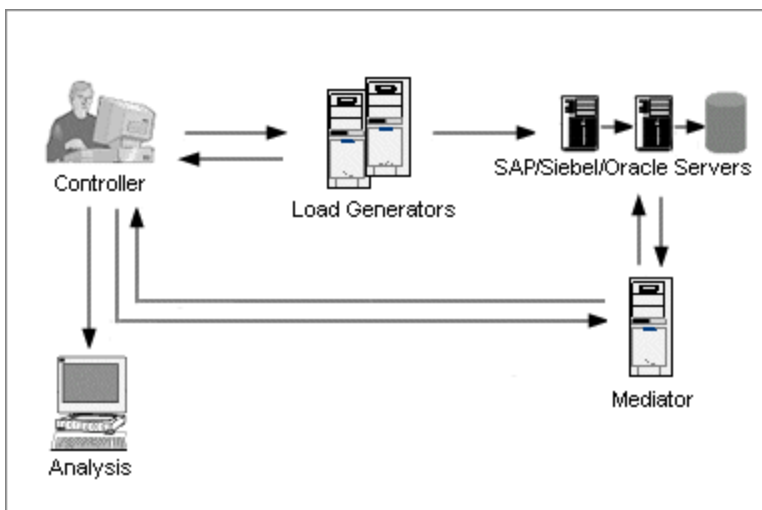 Controller
Load Generators
SAP/Siebel/Oracle Servers
Mediator
Analysis